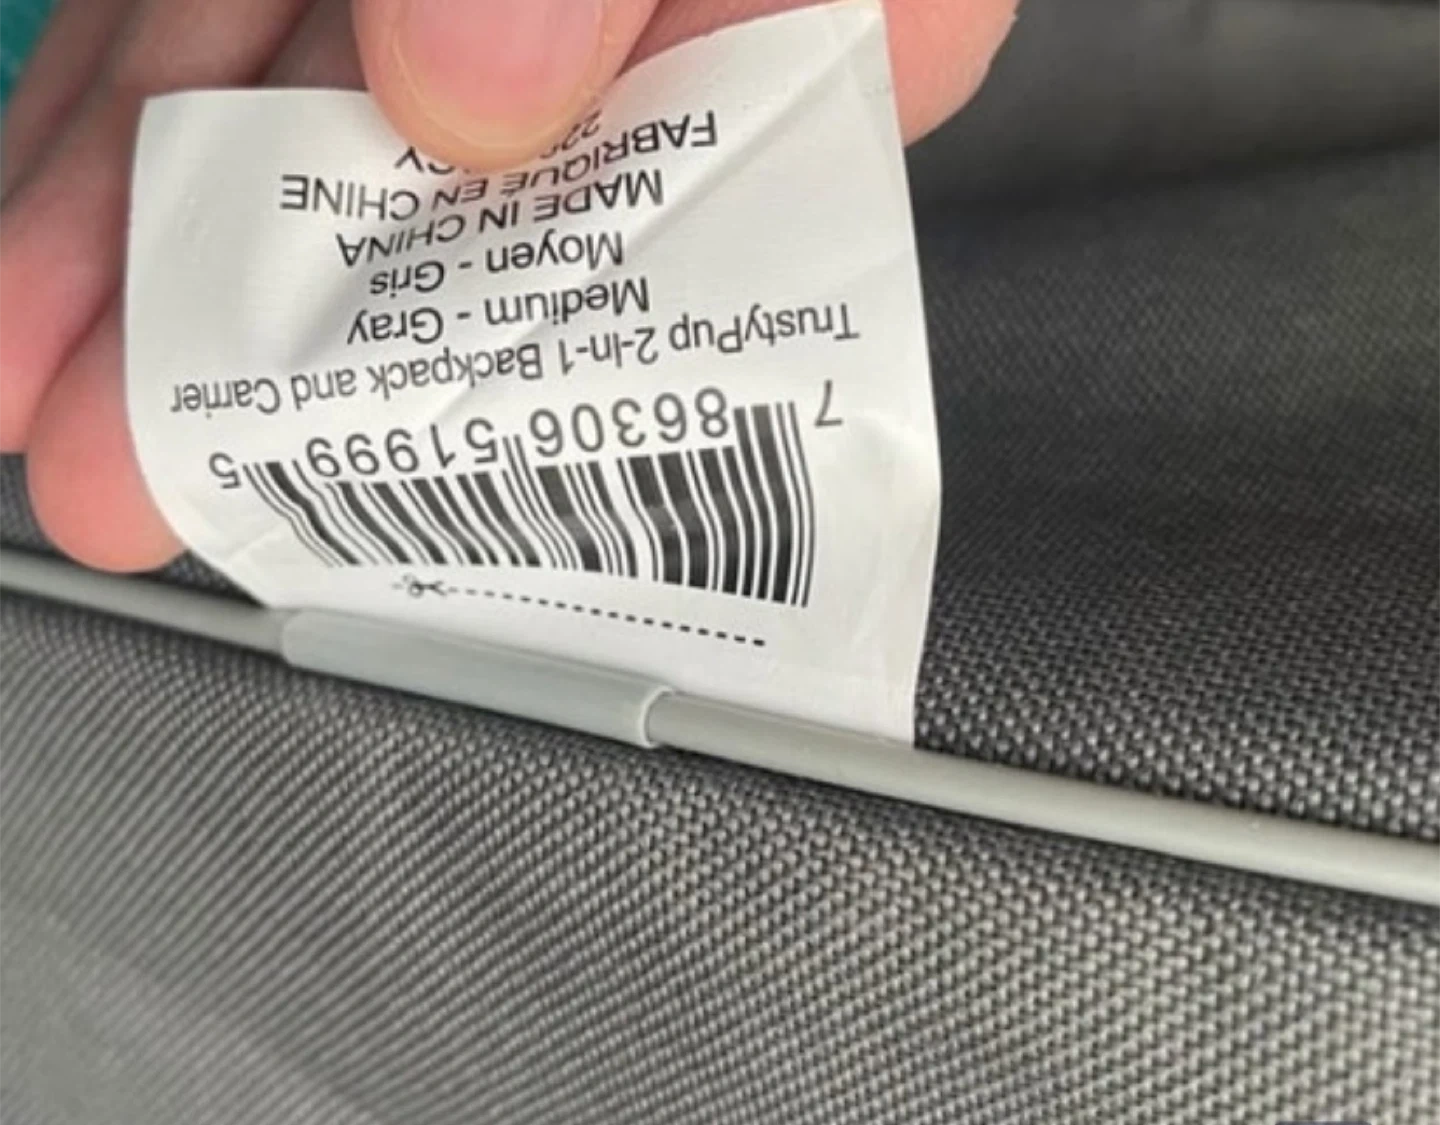 7 86306 51999 5
TrustyPup 2-In-1 Backpack and Carrier
Medium - Gray
Moyen - Gris
MADE IN CHINA
FABRIQUÉ EN CHINE